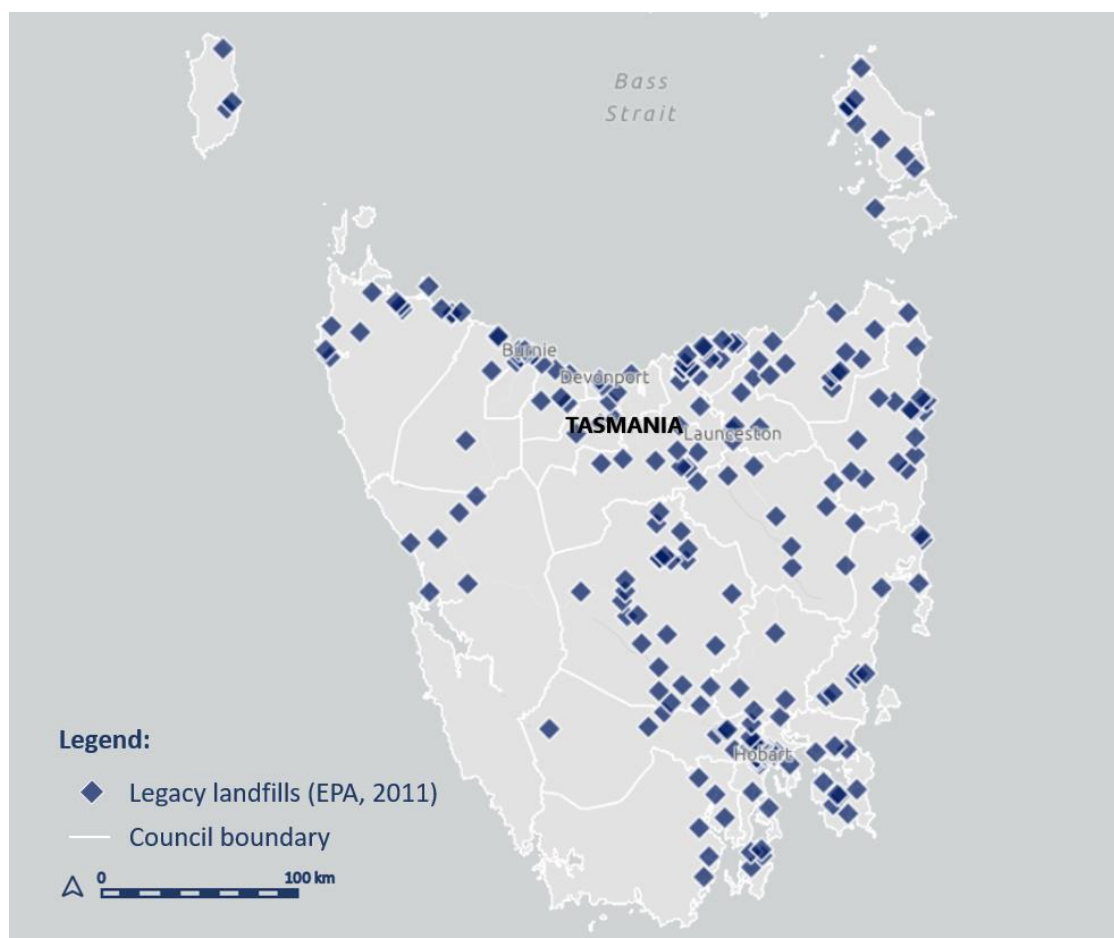 Bass
Strait
Burnie
Devonport
TASMANIA
Launceston
Hobart
Legend:
Legacy landfills (EPA, 2011)
Council boundary
0 100 km